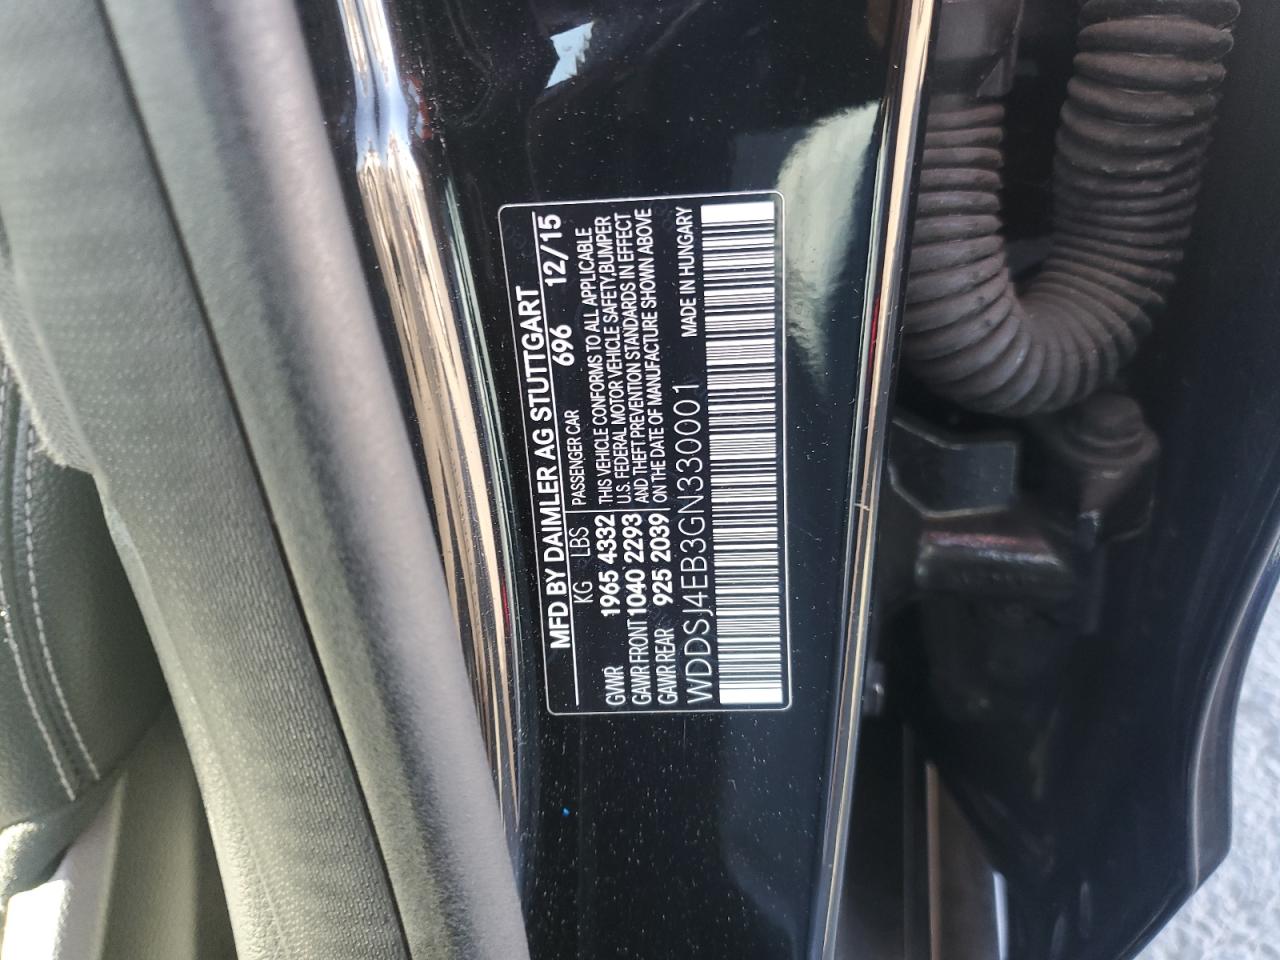 MFD BY DAIMLER AG STUTTGART
KG LBS PASSENGER CAR 696 12/15
GVWR 1965 4332 THIS VEHICLE CONFORMS TO ALL APPLICABLE
GAWR FRONT 1040 2293 U.S. FEDERAL MOTOR VEHICLE SAFETY, BUMPER
GAWR REAR 925 2039 AND THEFT PREVENTION STANDARDS IN EFFECT
ON THE DATE OF MANUFACTURE SHOWN ABOVE
WDDSJ4EB3GN330001 MADE IN HUNGARY